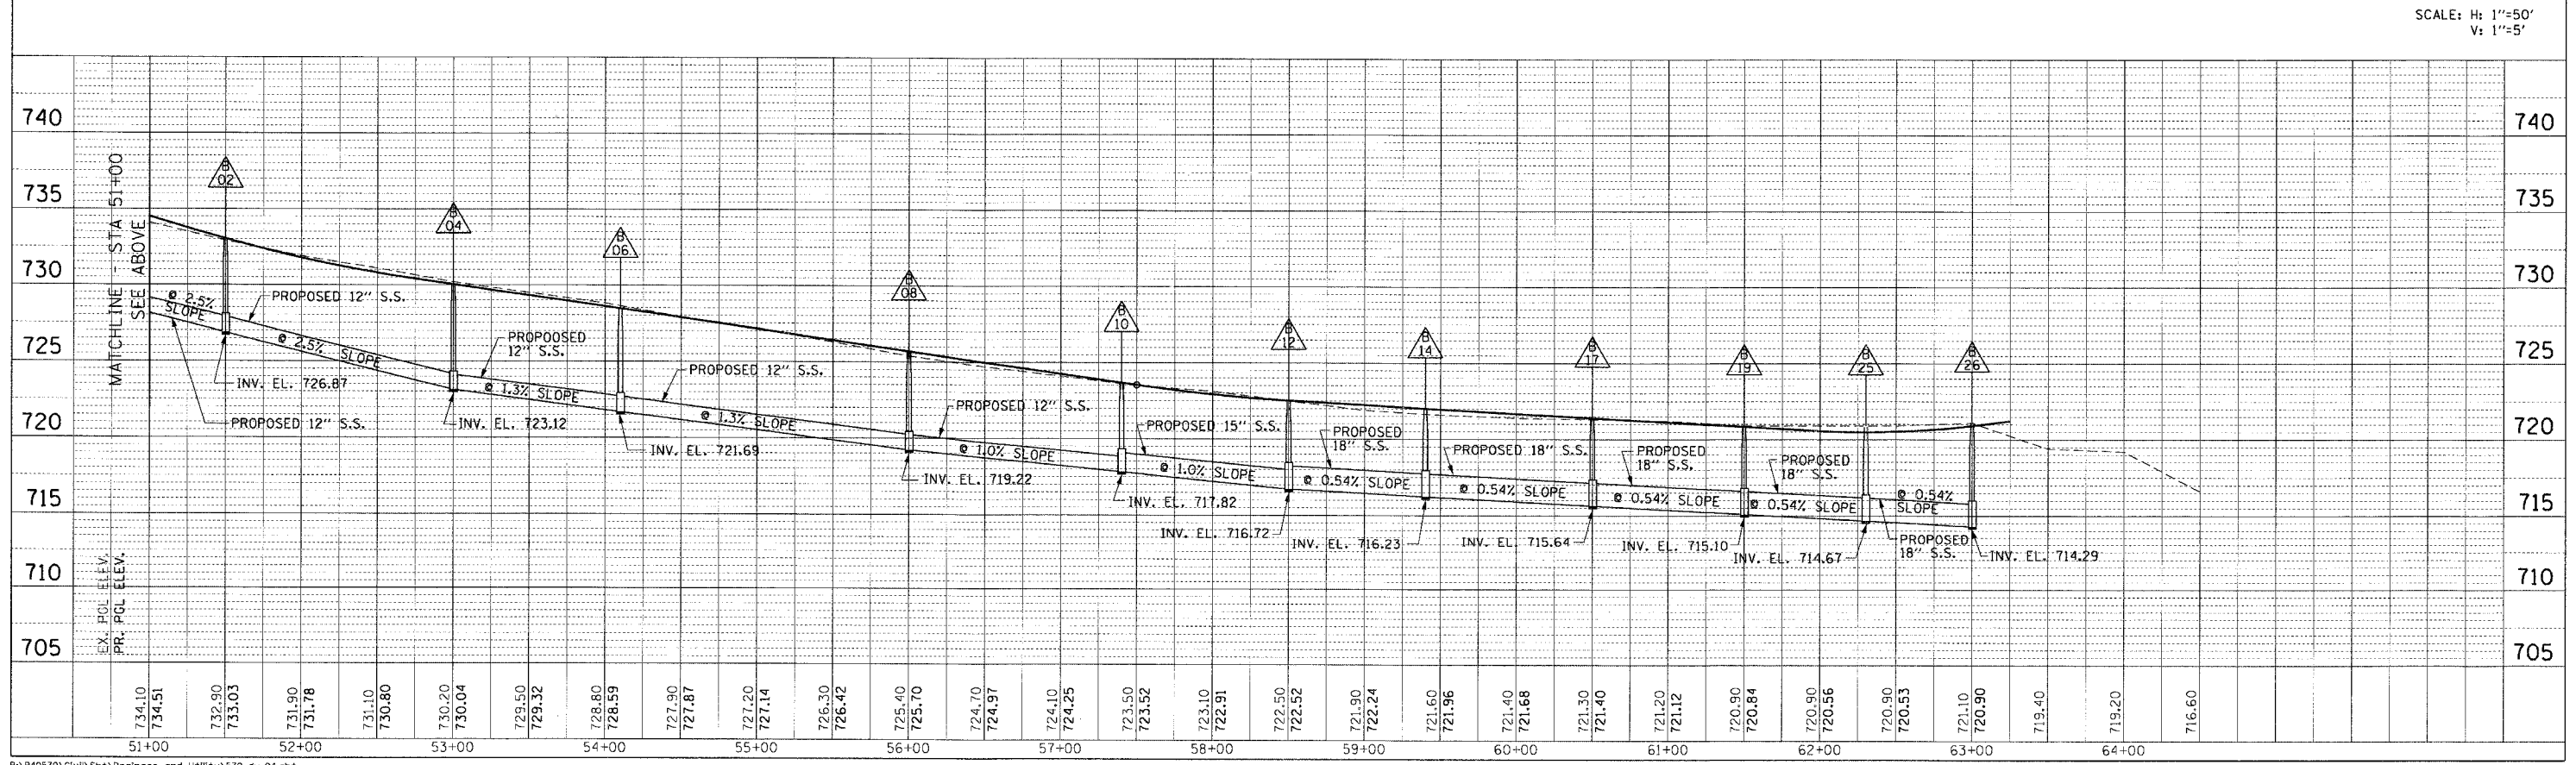 SCALE: H: 1"=50'
V: 1"=5'
740
735
730
725
720
715
710
705
740
735
730
725
720
715
710
705
MATCHLINE - STA 51+00
SEE ABOVE
EX. PGL ELEV.
PR. PGL ELEV.
B
02
B
04
B
06
B
08
B
10
B
12
B
14
B
17
B
19
B
25
B
26
@ 2.5%
SLOPE
PROPOSED 12" S.S.
PROPOSED 12" S.S.
INV. EL. 726.87
@ 2.5% SLOPE
PROPOOSED
12" S.S.
@ 1.3% SLOPE
INV. EL. 723.12
PROPOSED 12" S.S.
@ 1.3% SLOPE
INV. EL. 721.69
PROPOSED 12" S.S.
@ 1.0% SLOPE
INV. EL. 719.22
PROPOSED 15" S.S.
@ 1.0% SLOPE
INV. EL. 717.82
PROPOSED
18" S.S.
@ 0.54% SLOPE
INV. EL. 716.72
PROPOSED 18" S.S.
@ 0.54% SLOPE
INV. EL. 716.23
PROPOSED
18" S.S.
@ 0.54% SLOPE
INV. EL. 715.64
PROPOSED
18" S.S.
@ 0.54% SLOPE
INV. EL. 715.10
@ 0.54%
SLOPE
PROPOSED
18" S.S.
INV. EL. 714.67
INV. EL. 714.29
734.10
734.51
732.90
733.03
731.90
731.78
731.10
730.80
730.20
730.04
729.50
729.32
728.80
728.59
727.90
727.87
727.20
727.14
726.30
726.42
725.40
725.70
724.70
724.97
724.10
724.25
723.50
723.52
723.10
722.91
722.50
722.52
721.90
722.24
721.60
721.96
721.40
721.68
721.30
721.40
721.20
721.12
720.90
720.84
720.90
720.56
720.90
720.53
721.10
720.90
719.40
719.20
716.60
51+00
52+00
53+00
54+00
55+00
56+00
57+00
58+00
59+00
60+00
61+00
62+00
63+00
64+00